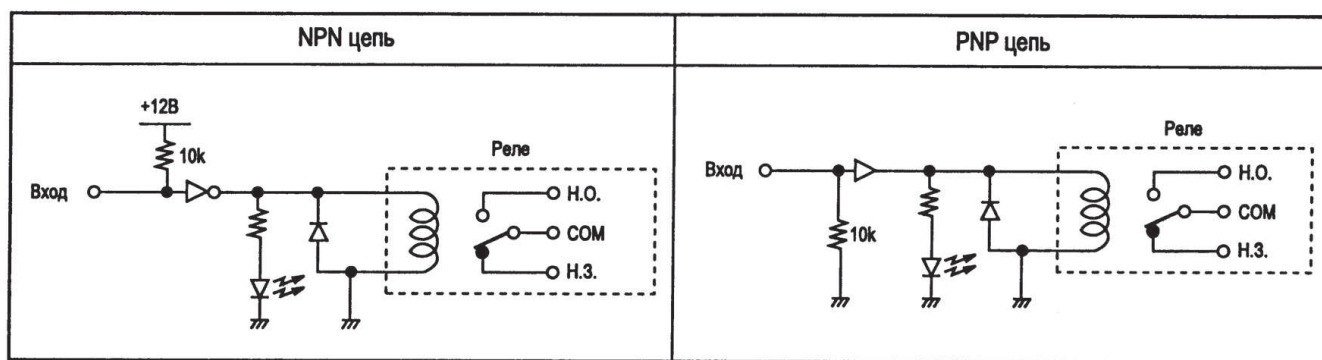 NPN цепь
PNP цепь
+12В
10k
Реле
Вход
Н.О.
COM
Н.З.
Реле
Вход
10k
Н.О.
COM
Н.З.